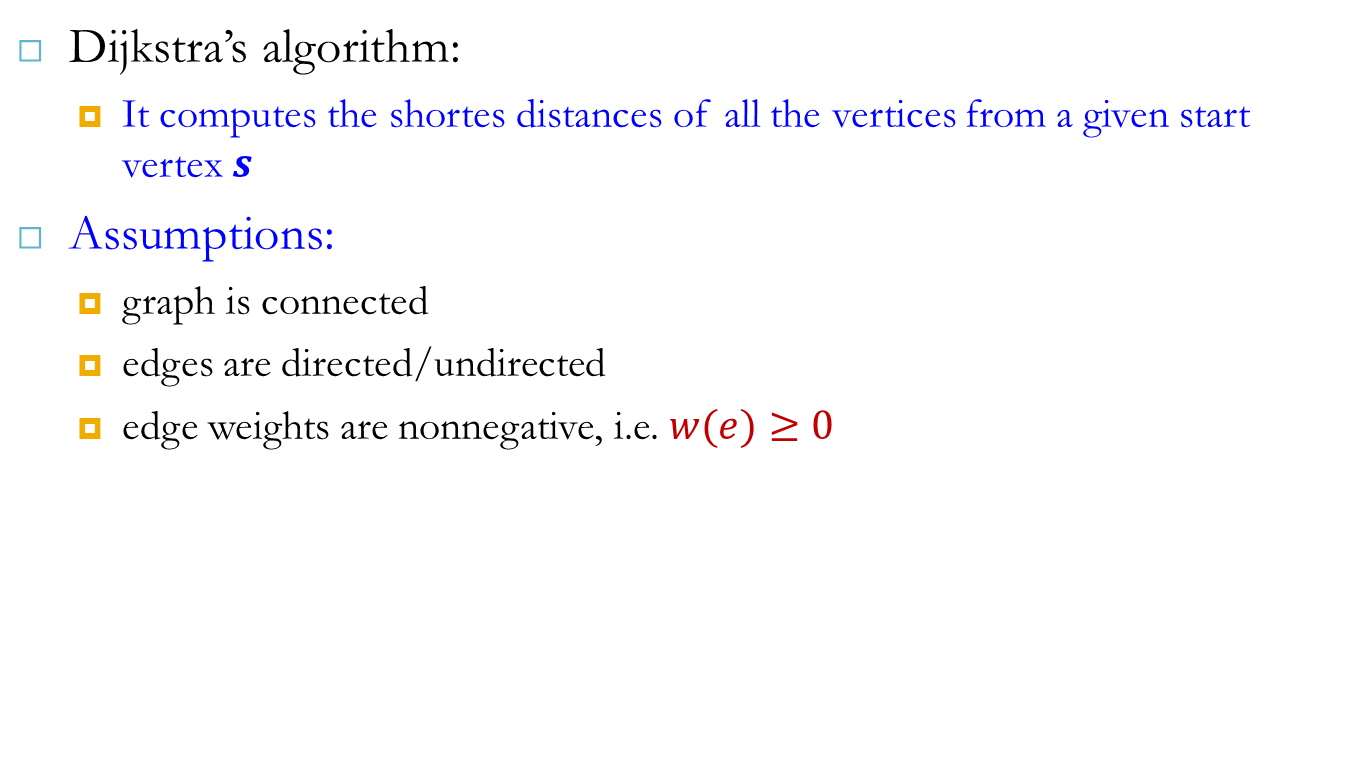 Dijkstra’s algorithm:
It computes the shortes distances of all the vertices from a given start
vertex s
Assumptions:
graph is connected
edges are directed/undirected
edge weights are nonnegative, i.e. w(e) ≥ 0